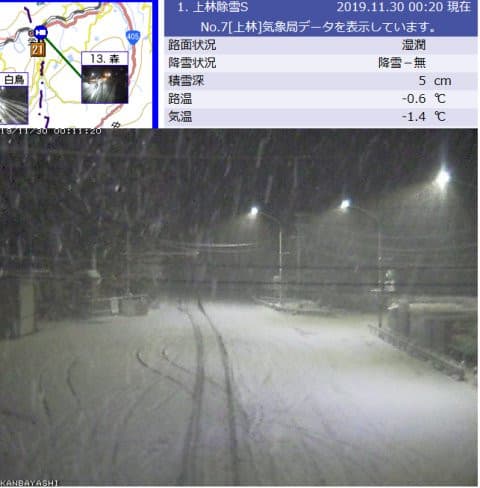 1. 上林除雪S 2019.11.30 00:20 現在
No.7[上林]気象局データを表示しています。
路面状況 湿潤
降雪状況 降雪－無
積雪深 5 cm
路温 -0.6 ℃
気温 -1.4 ℃
405
21
13. 森
白鳥
19/11/30 00:11:20
KANBAYASHI